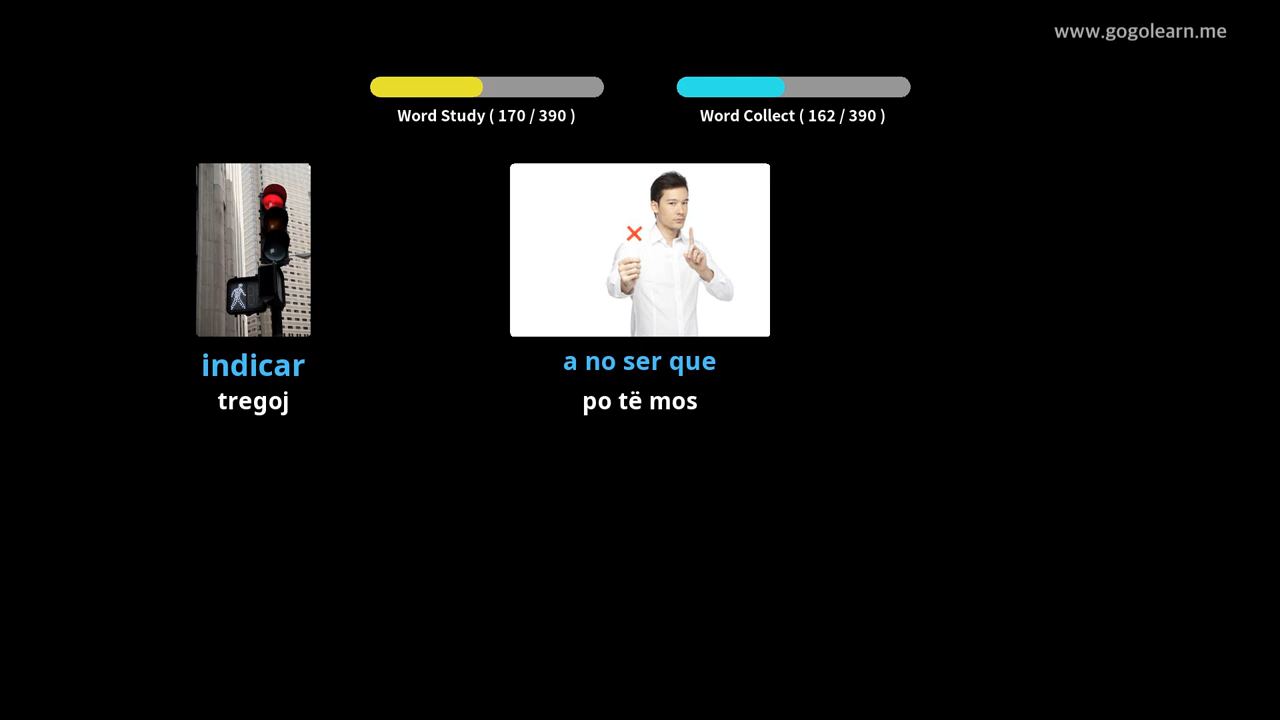 www.gogolearn.me
Word Study ( 170 / 390 )
Word Collect ( 162 / 390 )
indicar
tregoj
a no ser que
po të mos